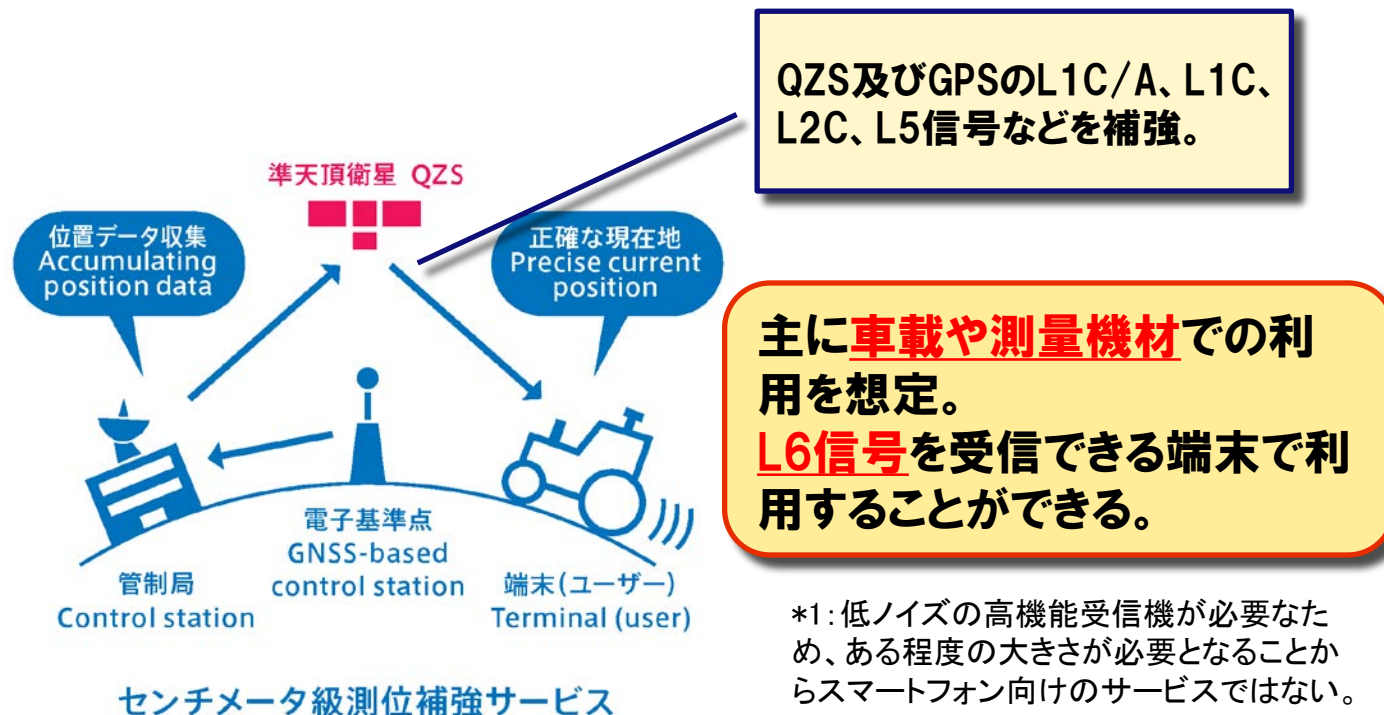 QZS及びGPSのL1C/A、L1C、
L2C、L5信号などを補強。
準天頂衛星 QZS
位置データ収集
Accumulating
position data
正確な現在地
Precise current
position
主に車載や測量機材での利
用を想定。
L6信号を受信できる端末で利
用することができる。
電子基準点
GNSS-based
control station
管制局
Control station
端末(ユーザー)
Terminal (user)
*1:低ノイズの高機能受信機が必要なた
め、ある程度の大きさが必要となることか
らスマートフォン向けのサービスではない。
センチメータ級測位補強サービス